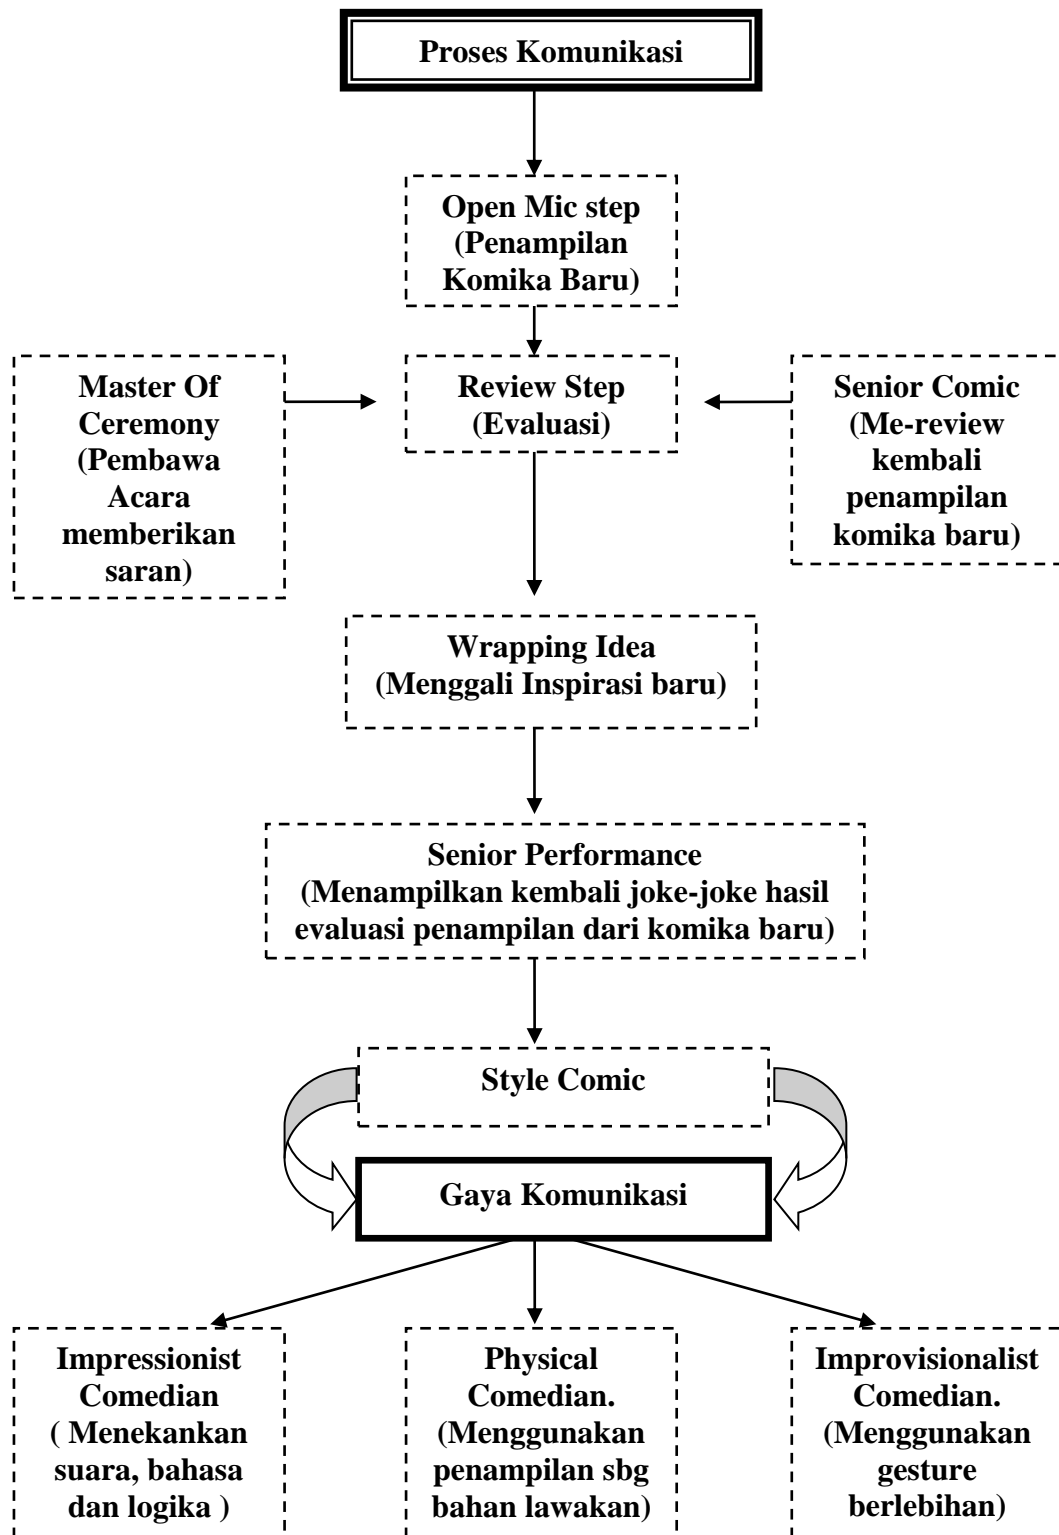 Proses Komunikasi
Open Mic step
(Penampilan
Komika Baru)
Master Of
Ceremony
(Pembawa
Acara
memberikan
saran)
Review Step
(Evaluasi)
Senior Comic
(Me-review
kembali
penampilan
komika baru)
Wrapping Idea
(Menggali Inspirasi baru)
Senior Performance
(Menampilkan kembali joke-joke hasil
evaluasi penampilan dari komika baru)
Style Comic
Gaya Komunikasi
Impressionist
Comedian
( Menekankan
suara, bahasa
dan logika )
Physical
Comedian.
(Menggunakan
penampilan sbg
bahan lawakan)
Improvisionalist
Comedian.
(Menggunakan
gesture
berlebihan)